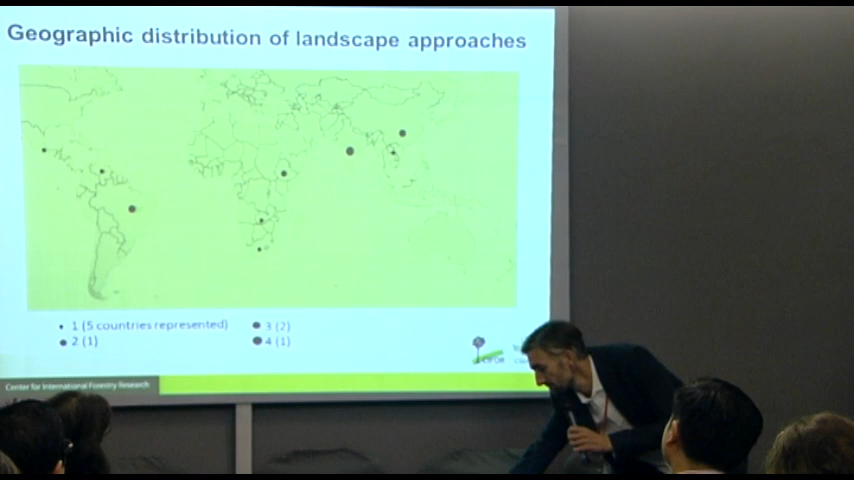 Geographic distribution of landscape approaches
1 (5 countries represented)
3 (2)
2 (1)
4 (1)
CIFOR
Center for International Forestry Research